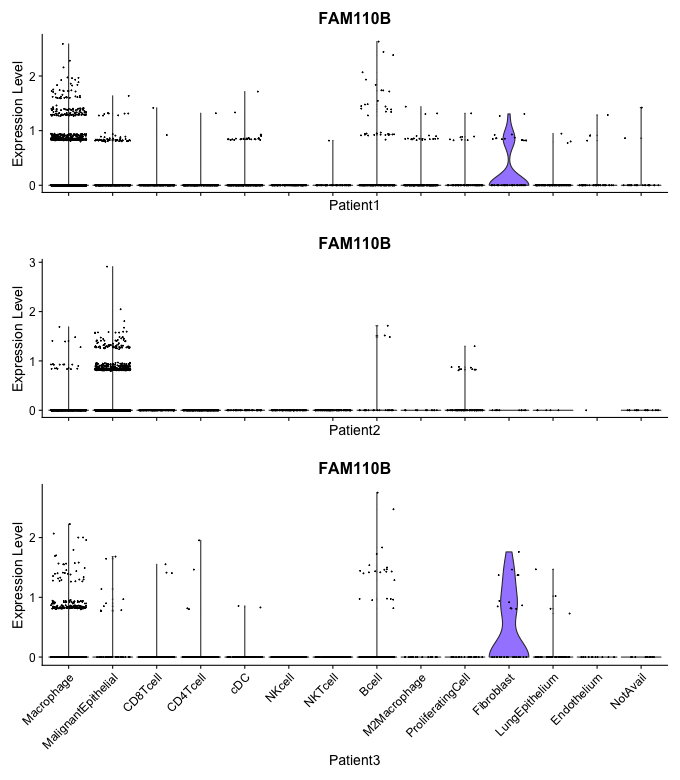 FAM110B
Expression Level
2
1
0
Patient1
FAM110B
Expression Level
3
2
1
0
Patient2
FAM110B
Expression Level
2
1
0
Macrophage
MalignantEpithelial
CD8Tcell
CD4Tcell
cDC
NKcell
NKTcell
Bcell
M2Macrophage
ProliferatingCell
Fibroblast
LungEpithelium
Endothelium
NotAvail
Patient3